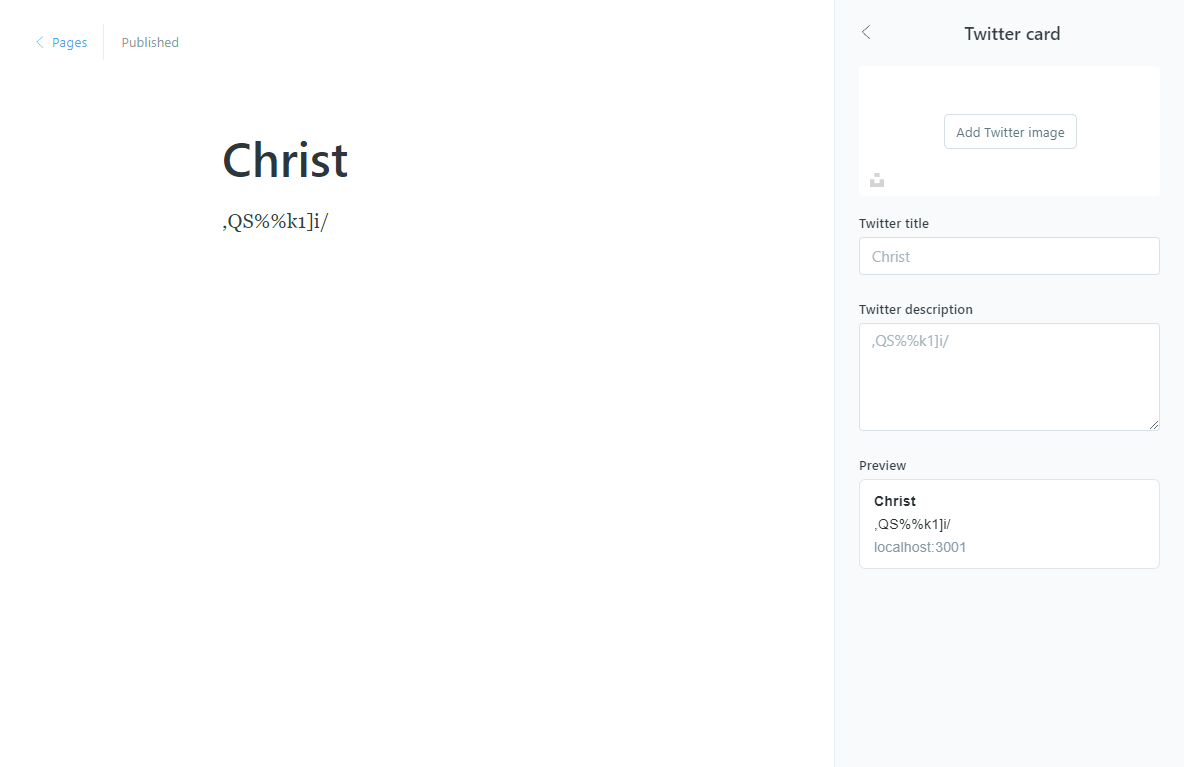 Pages
Published
Christ
,QS%%k1]i/
Twitter card
Add Twitter image
Twitter title
Christ
Twitter description
,QS%%k1]i/
Preview
Christ
,QS%%k1]i/
localhost:3001